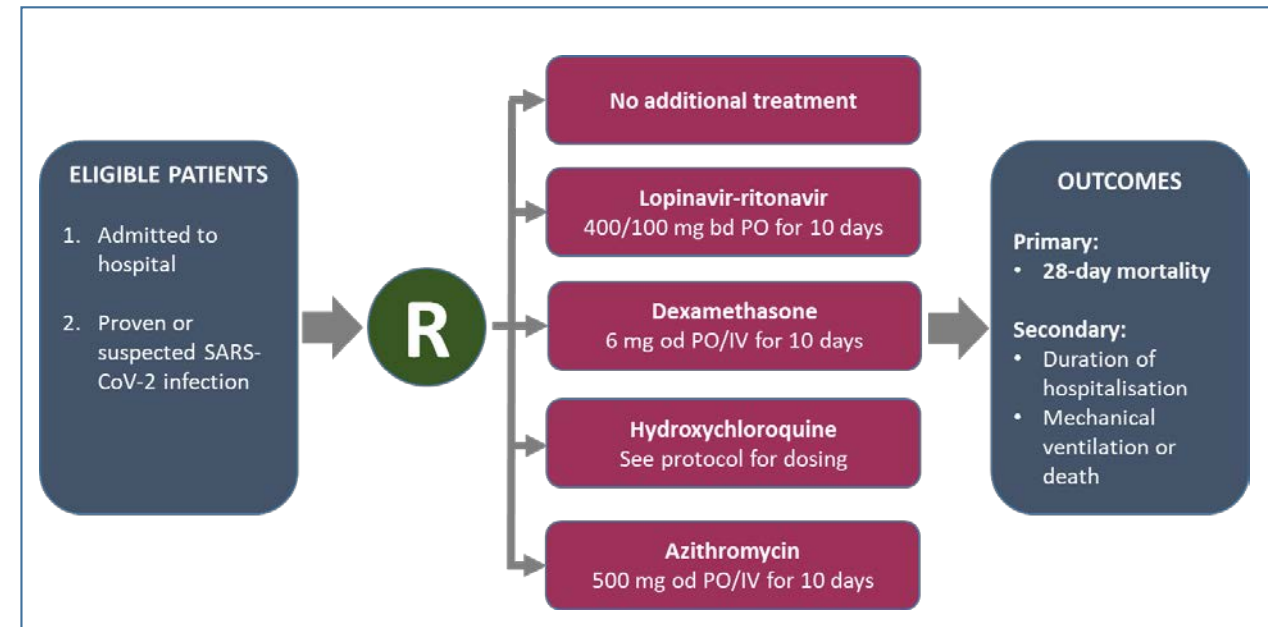 ELIGIBLE PATIENTS
1. Admitted to
hospital
2. Proven or
suspected SARS-
CoV-2 infection
R
No additional treatment
Lopinavir-ritonavir
400/100 mg bd PO for 10 days
Dexamethasone
6 mg od PO/IV for 10 days
Hydroxychloroquine
See protocol for dosing
Azithromycin
500 mg od PO/IV for 10 days
OUTCOMES
Primary:
• 28-day mortality
Secondary:
• Duration of
hospitalisation
• Mechanical
ventilation or
death